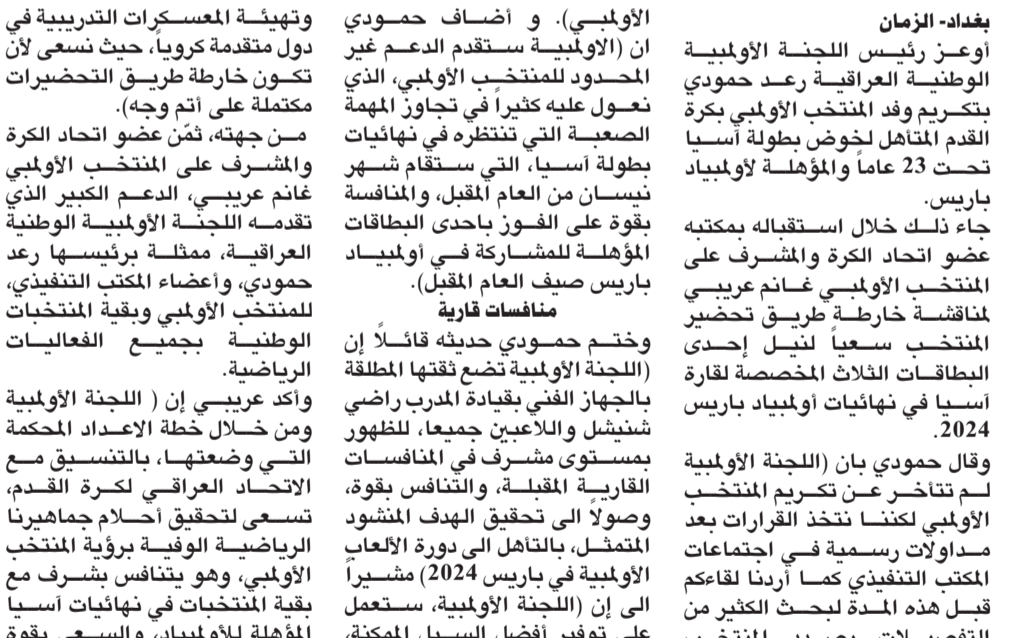 بغداد- الزمان
أوعز رئيس اللجنة الأولمبية
الوطنية العراقية رعد حمودي
بتكريم وفد المنتخب الأولمبي بكرة
القدم المتأهل لخوض بطولة آسيا
تحت 23 عاماً والمؤهلة لأولمبياد
باريس.
جاء ذلك خلال استقباله بمكتبه
عضو اتحاد الكرة والمشرف على
المنتخب الأولمبي غانم عريبي
لمناقشة خارطة طريق تحضير
المنتخب سعياً لنيل إحدى
البطاقات الثلاث المخصصة لقارة
آسيا في نهائيات أولمبياد باريس
2024.
وقال حمودي بان (اللجنة الأولمبية
لم تتأخر عن تكريم المنتخب
الأولمبي لكننا نتخذ القرارات بعد
مداولات رسمية في اجتماعات
المكتب التنفيذي كما أردنا لقاءكم
قبل هذه المدة لبحث الكثير من
الأولمبي). و أضاف حمودي
ان (الاولمبية ستقدم الدعم غير
المحدود للمنتخب الأولمبي، الذي
نعول عليه كثيراً في تجاوز المهمة
الصعبة التي تنتظره في نهائيات
بطولة آسيا، التي ستقام شهر
نيسان من العام المقبل، والمنافسة
بقوة على الفوز باحدى البطاقات
المؤهلة للمشاركة في أولمبياد
باريس صيف العام المقبل).
منافسات قارية
وختم حمودي حديثه قائلاً إن
(اللجنة الأولمبية تضع ثقتها المطلقة
بالجهاز الفني بقيادة المدرب راضي
شنيشل واللاعبين جميعا، للظهور
بمستوى مشرف في المنافسات
القارية المقبلة، والتنافس بقوة،
وصولاً الى تحقيق الهدف المنشود
المتمثل، بالتأهل الى دورة الألعاب
الأولمبية في باريس 2024) مشيراً
الى إن (اللجنة الأولمبية، ستعمل
على توفير أفضل السبل الممكنة،
وتهيئة المعسكرات التدريبية في
دول متقدمة كروياً، حيث نسعى لأن
تكون خارطة طريق التحضيرات
مكتملة على أتم وجه).
من جهته، ثمّن عضو اتحاد الكرة
والمشرف على المنتخب الأولمبي
غانم عريبي، الدعم الكبير الذي
تقدمه اللجنة الأولمبية الوطنية
العراقية، ممثلة برئيسها رعد
حمودي، وأعضاء المكتب التنفيذي،
للمنتخب الأولمبي وبقية المنتخبات
الوطنية بجميع الفعاليات
الرياضية.
وأكد عريبي إن ( اللجنة الأولمبية
ومن خلال خطة الاعداد المحكمة
التي وضعتها، بالتنسيق مع
الاتحاد العراقي لكرة القدم،
تسعى لتحقيق أحلام جماهيرنا
الرياضية الوفية برؤية المنتخب
الأولمبي، وهو يتنافس بشرف مع
بقية المنتخبات في نهائيات آسيا
المؤهلة للأولمبياد، والسعي بقوة